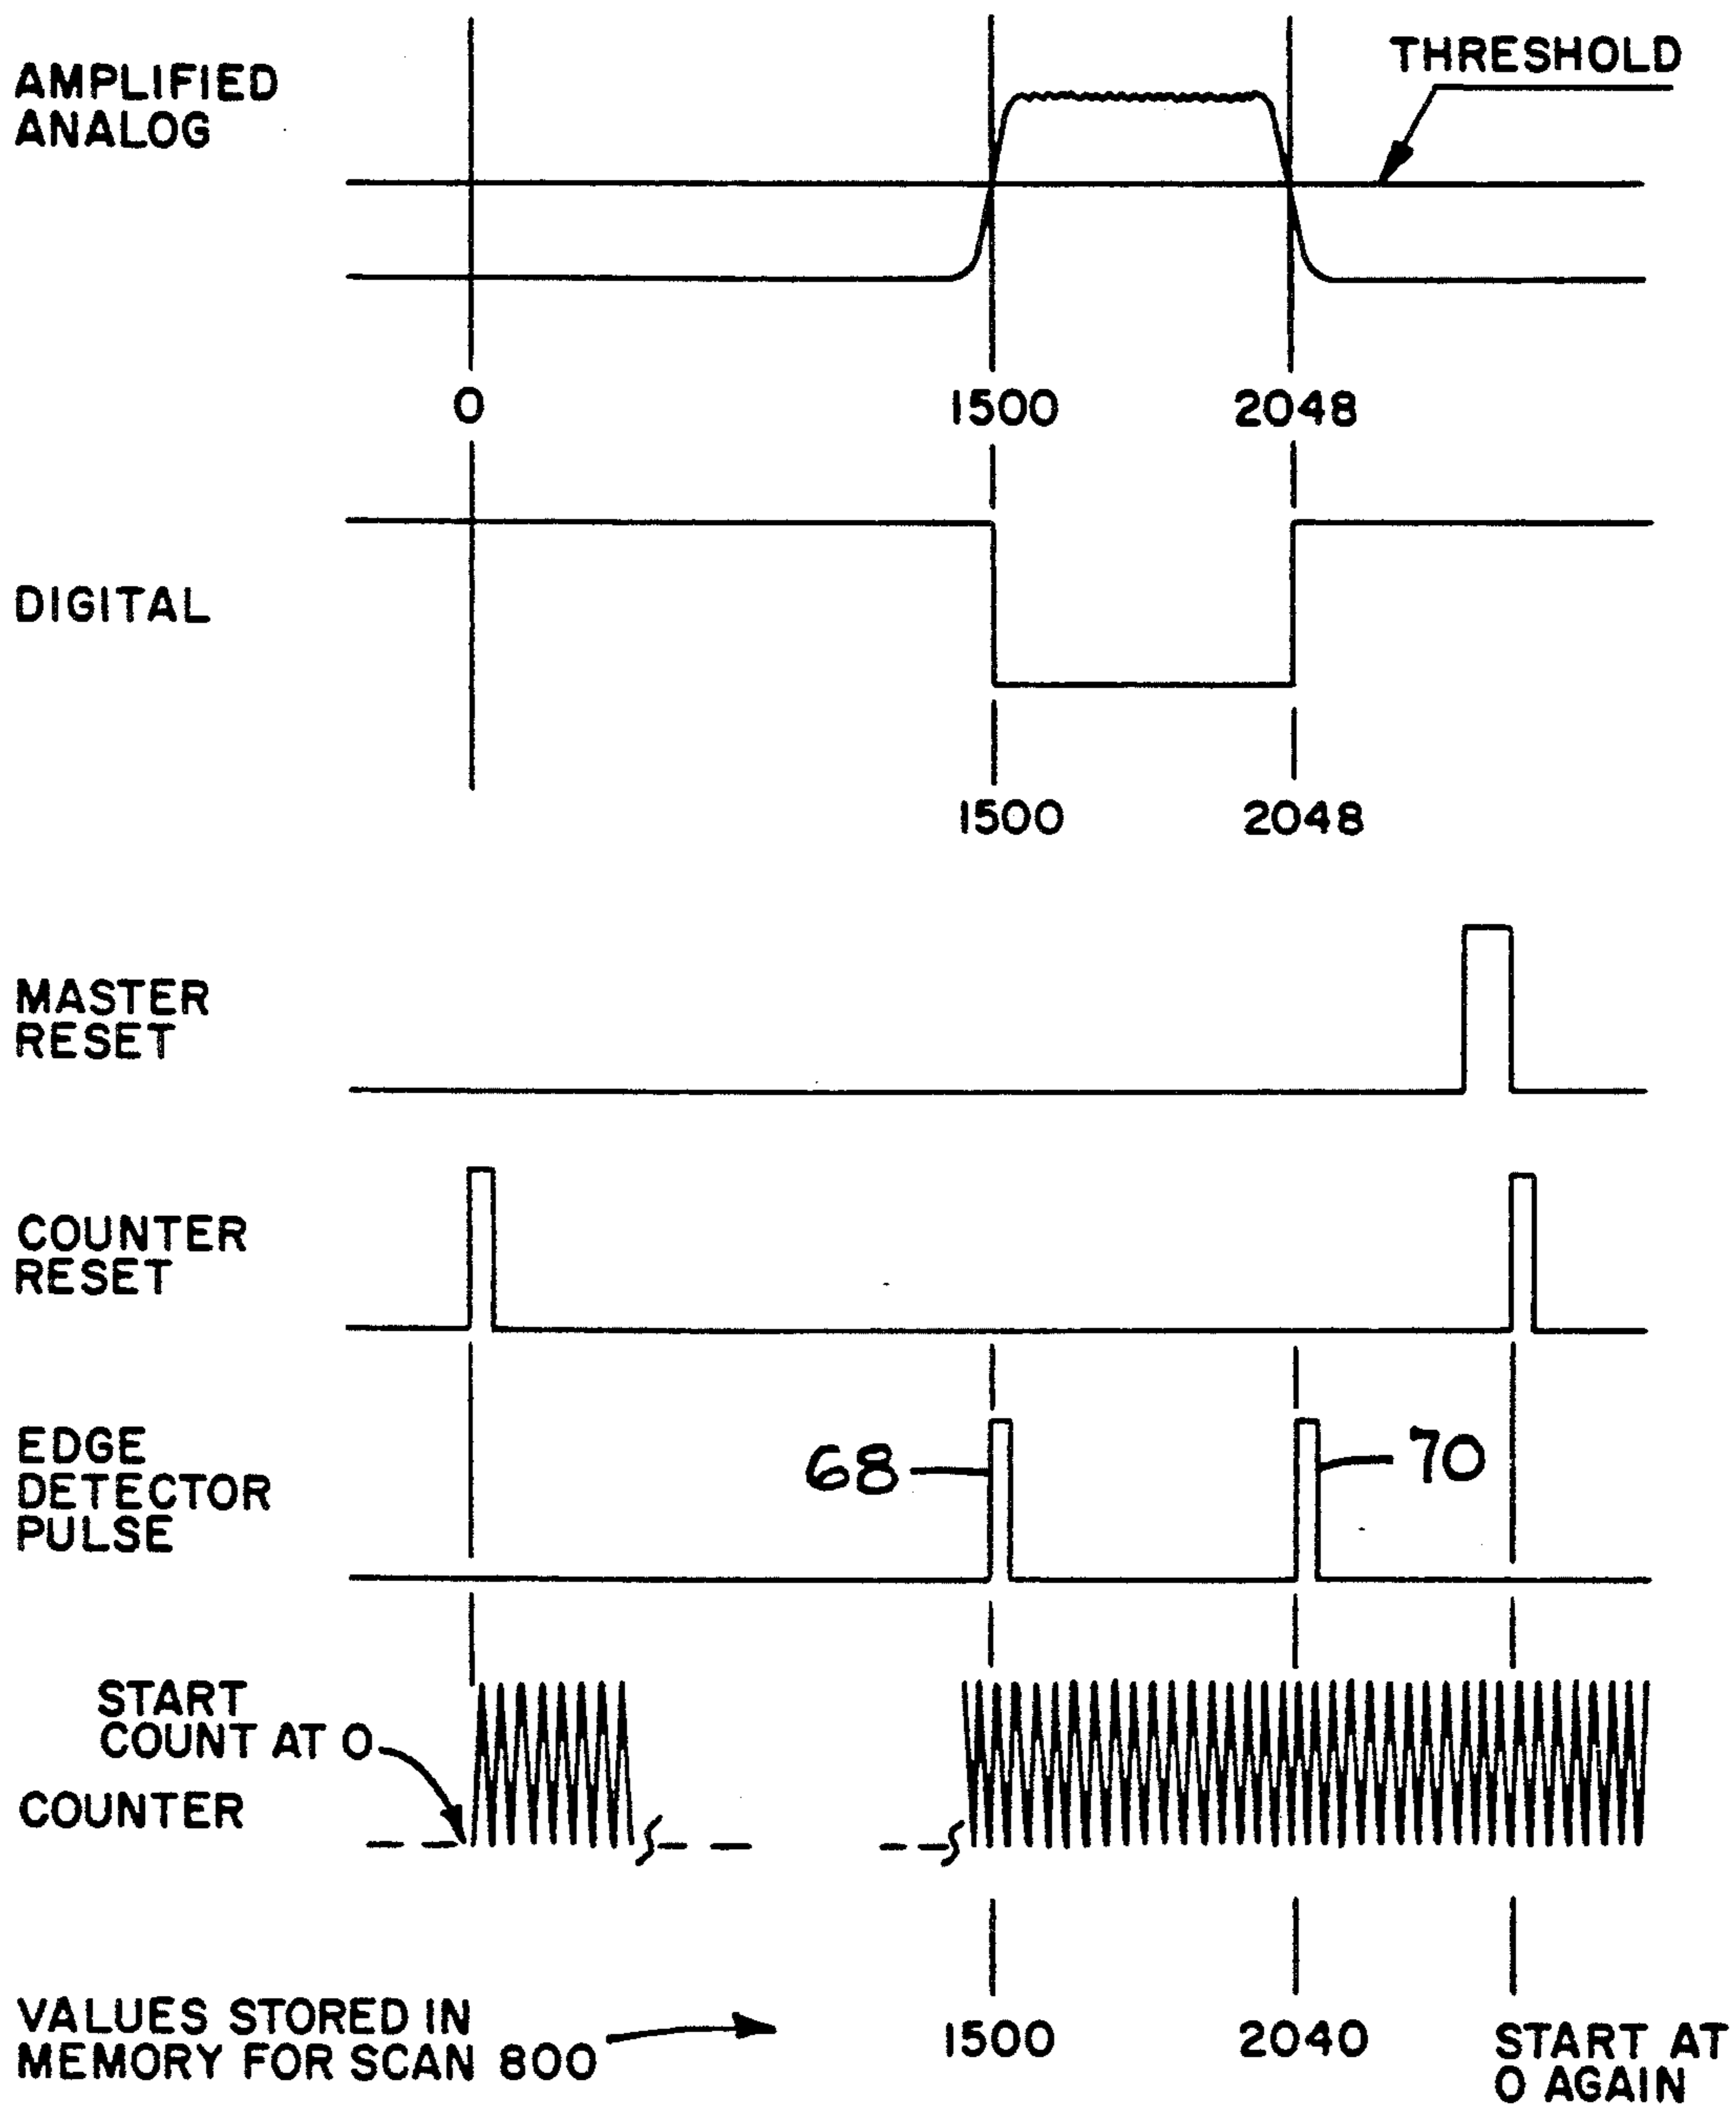 THRESHOLD
AMPLIFIED
ANALOG
0 1500 2048
DIGITAL
1500 2048
MASTER
RESET
COUNTER
RESET
EDGE
DETECTOR
PULSE
68 70
START
COUNT AT 0
COUNTER
VALUES STORED IN
MEMORY FOR SCAN 800
1500 2040 START AT
0 AGAIN